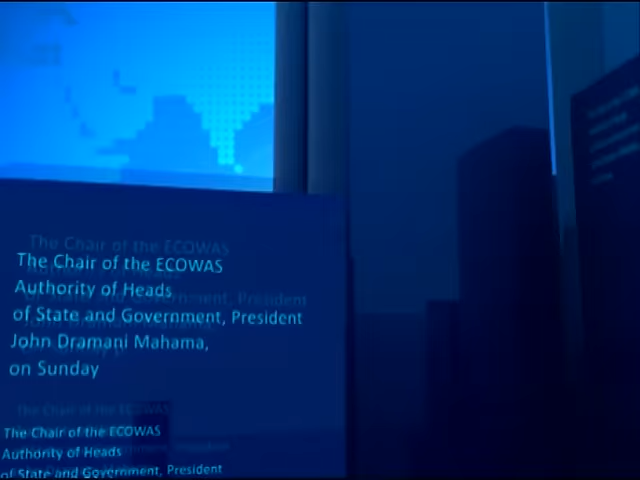 The Chair of the ECOWAS
Authority of Heads
of State and Government, President
John Dramani Mahama,
on Sunday
The Chair of the ECOWAS
Authority of Heads
of State and Government, President